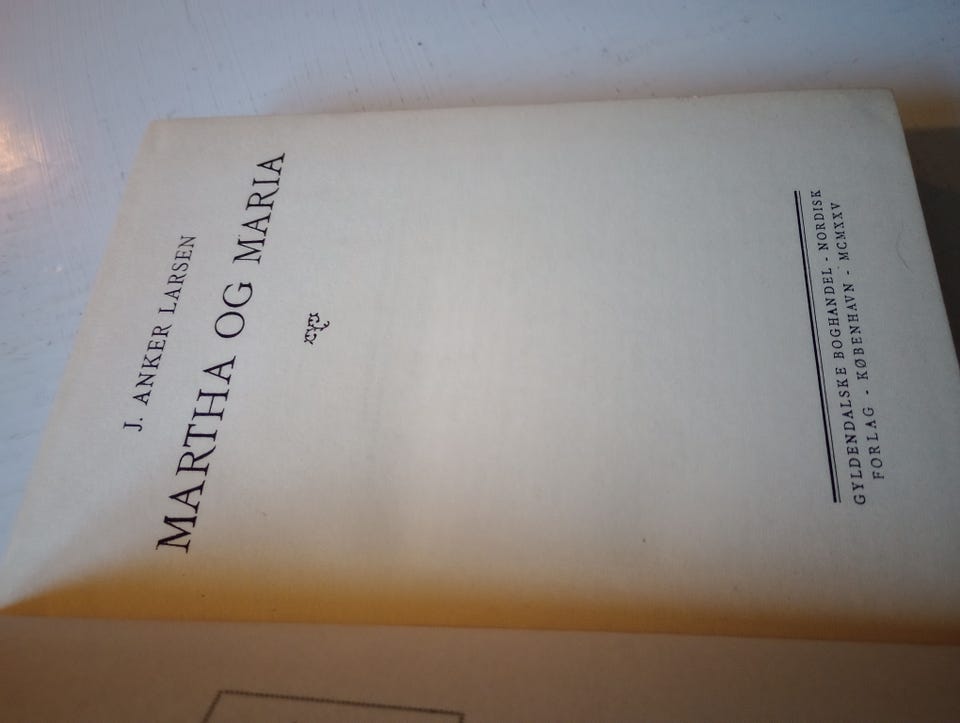 J. ANKER LARSEN
MARTHA OG MARIA
GYLDENDALSKE BOGHANDEL - NORDISK
FORLAG - KØBENHAVN - MCMXXV